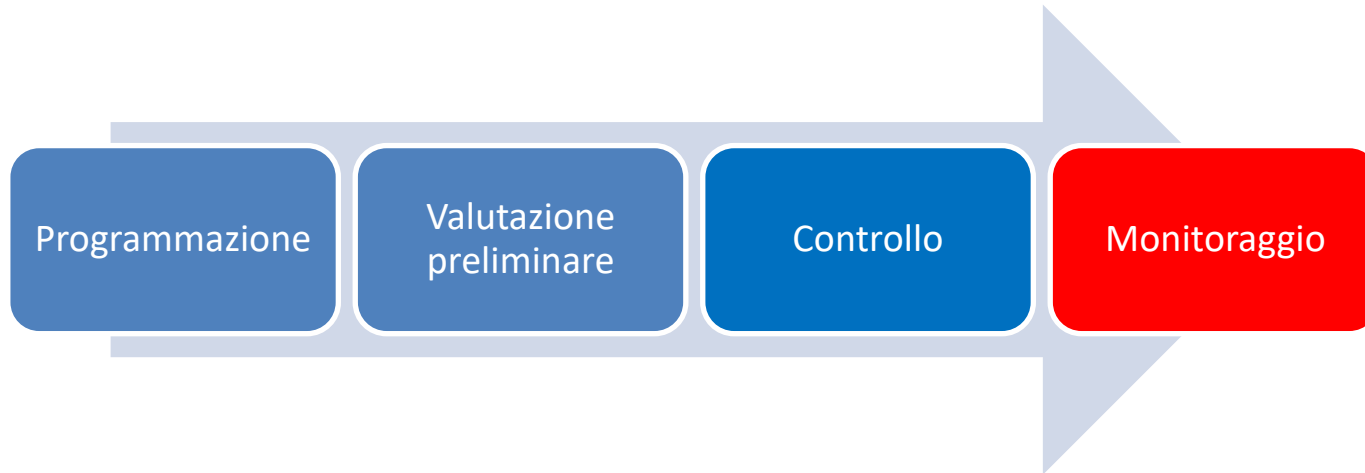 Programmazione
Valutazione
preliminare
Controllo
Monitoraggio